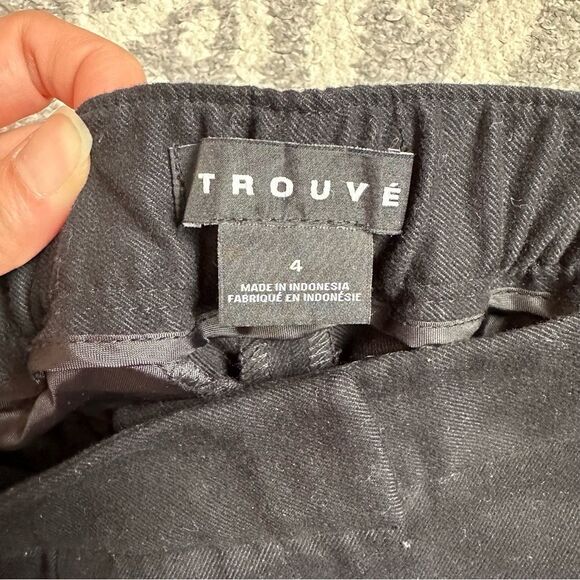 TROUVÉ
4
MADE IN INDONESIA
FABRIQUÉ EN INDONÉSIE